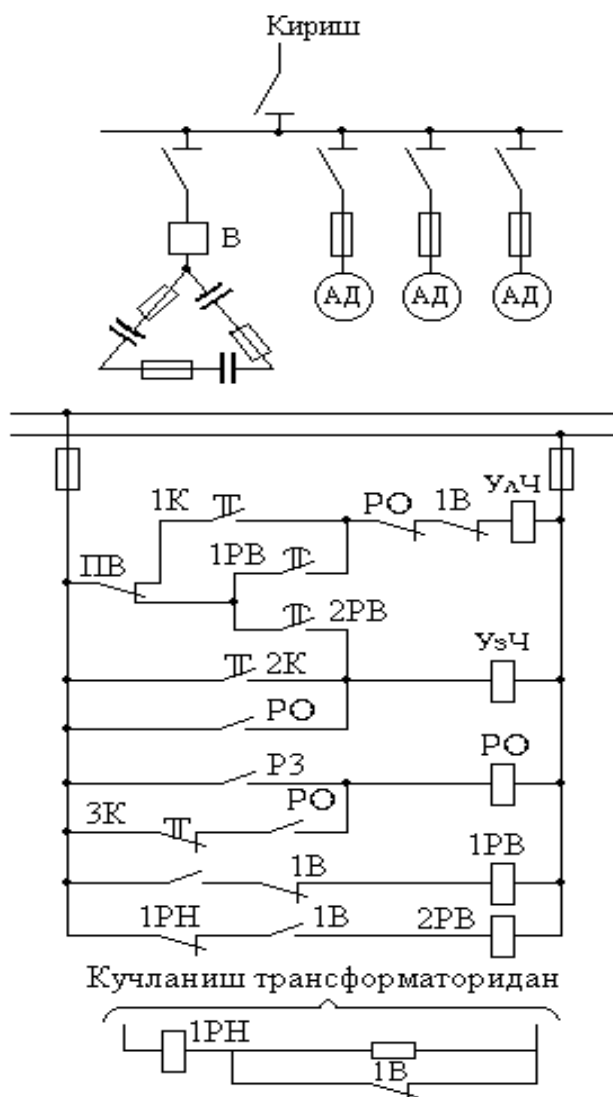 Кириш
В
АД АД АД
1К РО 1В УлЧ
1РВ
ПВ
2РВ
2К УзЧ
РО
РЗ РО
3К РО
1В 1РВ
1РН 1В 2РВ
Кучланиш трансформаторидан
1РН
1В